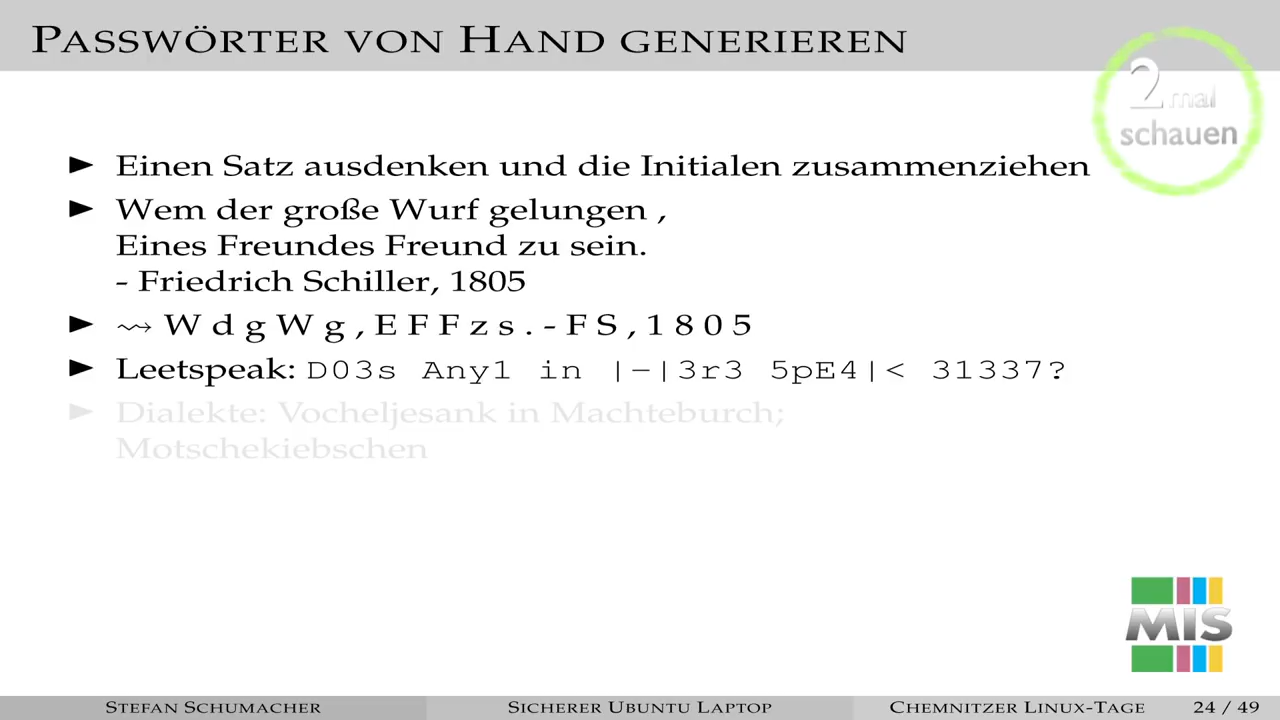 PASSWÖRTER VON HAND GENERIEREN
2mal
schauen
► Einen Satz ausdenken und die Initialen zusammenziehen
► Wem der große Wurf gelungen ,
Eines Freundes Freund zu sein.
- Friedrich Schiller, 1805
► ⇝ W d g W g , E F F z s . - F S , 1 8 0 5
► Leetspeak: D03s Any1 in |-|3r3 5pE4|< 31337?
► Dialekte: Vocheljesank in Machteburch;
Motschekiebschen
MIS
STEFAN SCHUMACHER SICHERER UBUNTU LAPTOP CHEMNITZER LINUX-TAGE 24 / 49